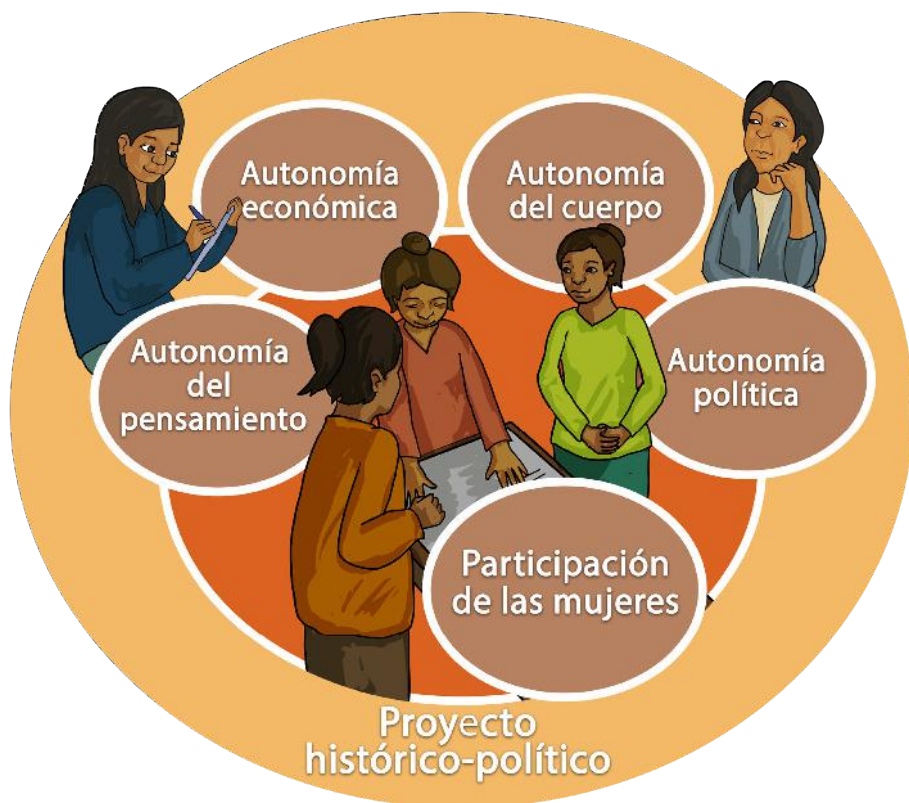 Autonomía
económica
Autonomía
del cuerpo
Autonomía
del
pensamiento
Autonomía
política
Participación
de las mujeres
Proyecto
histórico-político